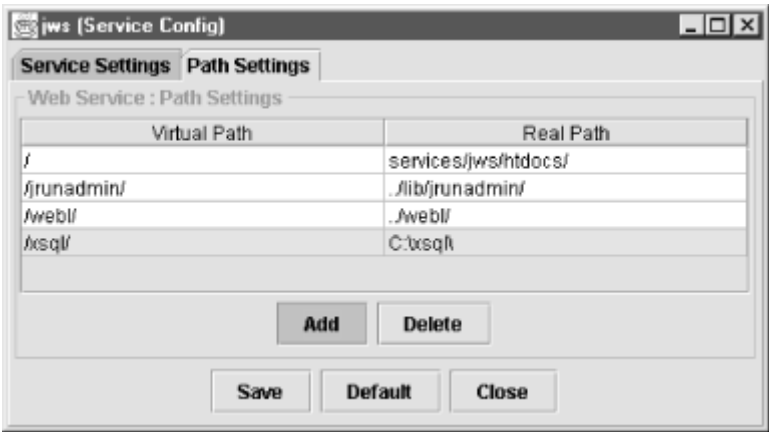 jws (Service Config)
Service Settings Path Settings
Web Service : Path Settings
Virtual Path Real Path
/ services/jws/htdocs/
/jrunadmin/ ../lib/jrunadmin/
/webl/ ../webl/
/xsql/ C:\xsql\
Add Delete
Save Default Close